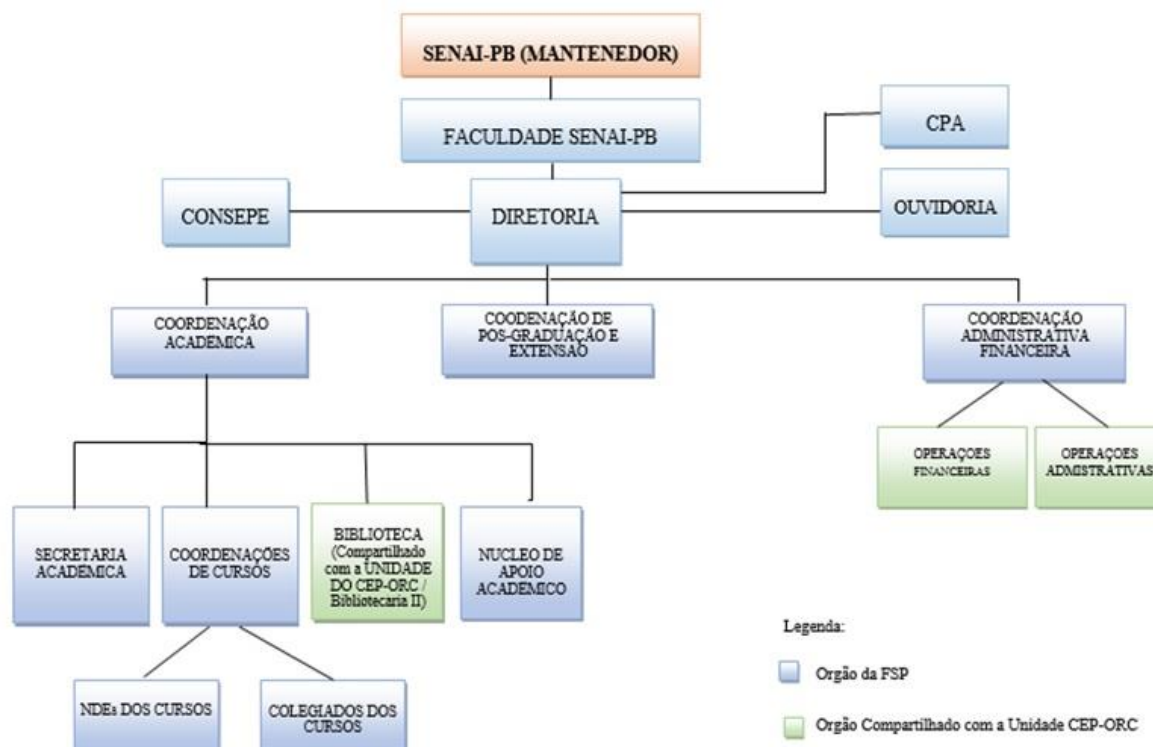 SENAI-PB (MANTENEDOR)
FACULDADE SENAI-PB
CPA
CONSEPE
DIRETORIA
OUVIDORIA
COORDENAÇÃO
ACADEMICA
COODENAÇÃO DE
POS-GRADUAÇÃO E
EXTENSÃO
COORDENAÇÃO
ADMINISTRATIVA
FINANCEIRA
OPERAÇOES
FINANCEIRAS
OPERAÇOES
ADMISTRATIVAS
SECRETARIA
ACADEMICA
COORDENAÇÕES
DE CURSOS
BIBLIOTECA
(Compartilhado
com a UNIDADE
DO CEP-ORC /
Bibliotecaria II)
NUCLEO DE
APOIO
ACADÊMICO
NDEs DOS CURSOS
COLEGIADOS DOS
CURSOS
Legenda:
Orgão da FSP
Orgão Compartilhado com a Unidade CEP-ORC